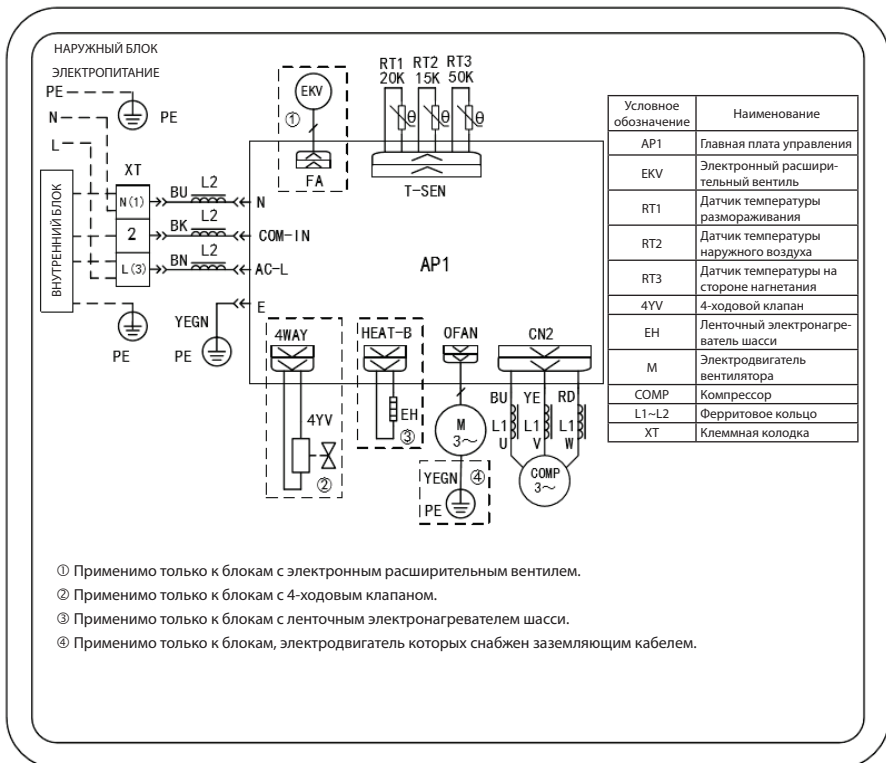 НАРУЖНЫЙ БЛОК
ЭЛЕКТРОПИТАНИЕ
PE
PE
N
L
XT
ВНУТРЕННИЙ БЛОК
N(1)
2
L(3)
BU
L2
N
BK
L2
COM-IN
BN
L2
AC-L
E
YEGN
PE
PE
EKV
①
FA
RT1 RT2 RT3
20K 15K 50K
θ θ θ
T-SEN
AP1
4WAY
4YV
②
HEAT-B
EH
③
OFAN
M
3~
YEGN
④
PE
CN2
BU YE RD
L1 L1 L1
U V W
COMP
3~
Условное
обозначение
Наименование
AP1
Главная плата управления
EKV
Электронный расшири-
тельный вентиль
RT1
Датчик температуры
размораживания
RT2
Датчик температуры
наружного воздуха
RT3
Датчик температуры на
стороне нагнетания
4YV
4-ходовой клапан
EH
Ленточный электронагре-
ватель шасси
M
Электродвигатель
вентилятора
COMP
Компрессор
L1~L2
Ферритовое кольцо
XT
Клеммная колодка
① Применимо только к блокам с электронным расширительным вентилем.
② Применимо только к блокам с 4-ходовым клапаном.
③ Применимо только к блокам с ленточным электронагревателем шасси.
④ Применимо только к блокам, электродвигатель которых снабжен заземляющим кабелем.